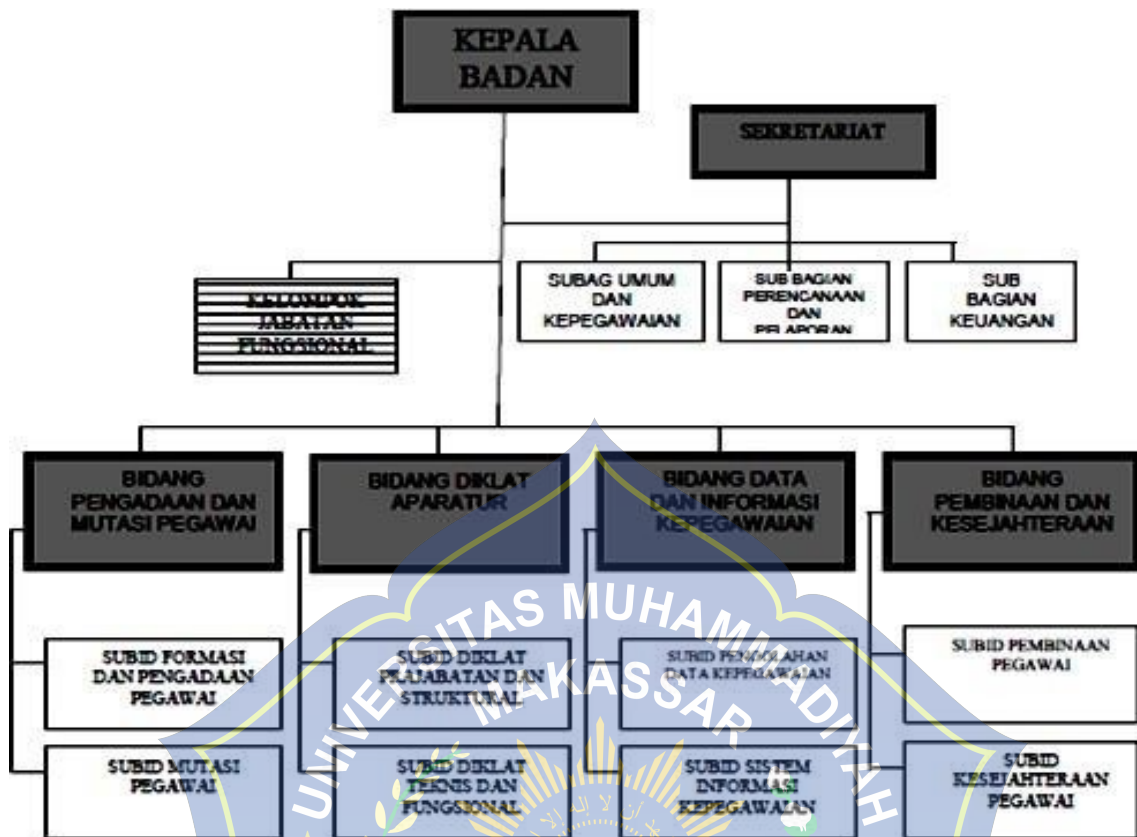 KEPALA
BADAN
SEKRETARIAT
KELOMPOK
JABATAN
FUNGSIONAL
SUBAG UMUM
DAN
KEPEGAWAIAN
SUB BAGIAN
PERENCANAAN
DAN
PELAPORAN
SUB
BAGIAN
KEUANGAN
BIDANG
PENGADAAN DAN
MUTASI PEGAWAI
BIDANG DIKLAT
APARATUR
BIDANG DATA
DAN INFORMASI
KEPEGAWAIAN
BIDANG
PEMBINAAN DAN
KESEJAHTERAAN
SUBID FORMASI
DAN PENGADAAN
PEGAWAI
SUBID DIKLAT
PRAJABATAN DAN
STRUKTURAL
SUBID PENGOLAHAN
DATA KEPEGAWAIAN
SUBID PEMBINAAN
PEGAWAI
SUBID MUTASI
PEGAWAI
SUBID DIKLAT
TEKNIS DAN
FUNGSIONAL
SUBID SISTEM
INFORMASI
KEPEGAWAIAN
SUBID
KESEJAHTERAAN
PEGAWAI
UNIVERSITAS MUHAMMADIYAH
MAKASSAR